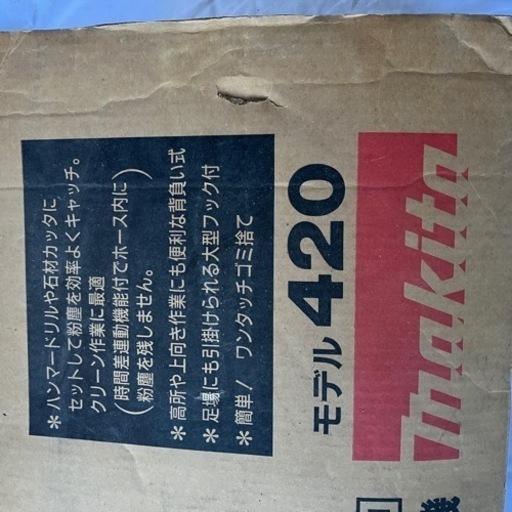 ＊ハンマードリルや石材カッタに
セットして粉塵を効率よくキャッチ。
クリーン作業に最適
(時間差連動機能付でホース内に
粉塵を残しません。)
＊高所や上向き作業にも便利な背負い式
＊足場にも引掛けられる大型フック付
＊簡単！ワンタッチゴミ捨て
モデル 420
makita